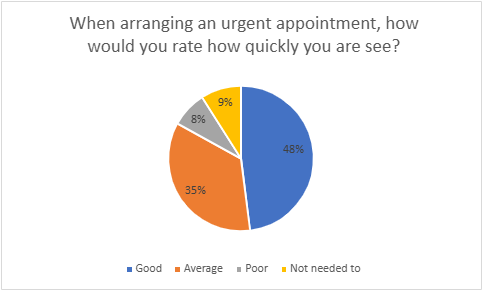 When arranging an urgent appointment, how
would you rate how quickly you are see?
9%
8%
48%
35%
Good Average Poor Not needed to